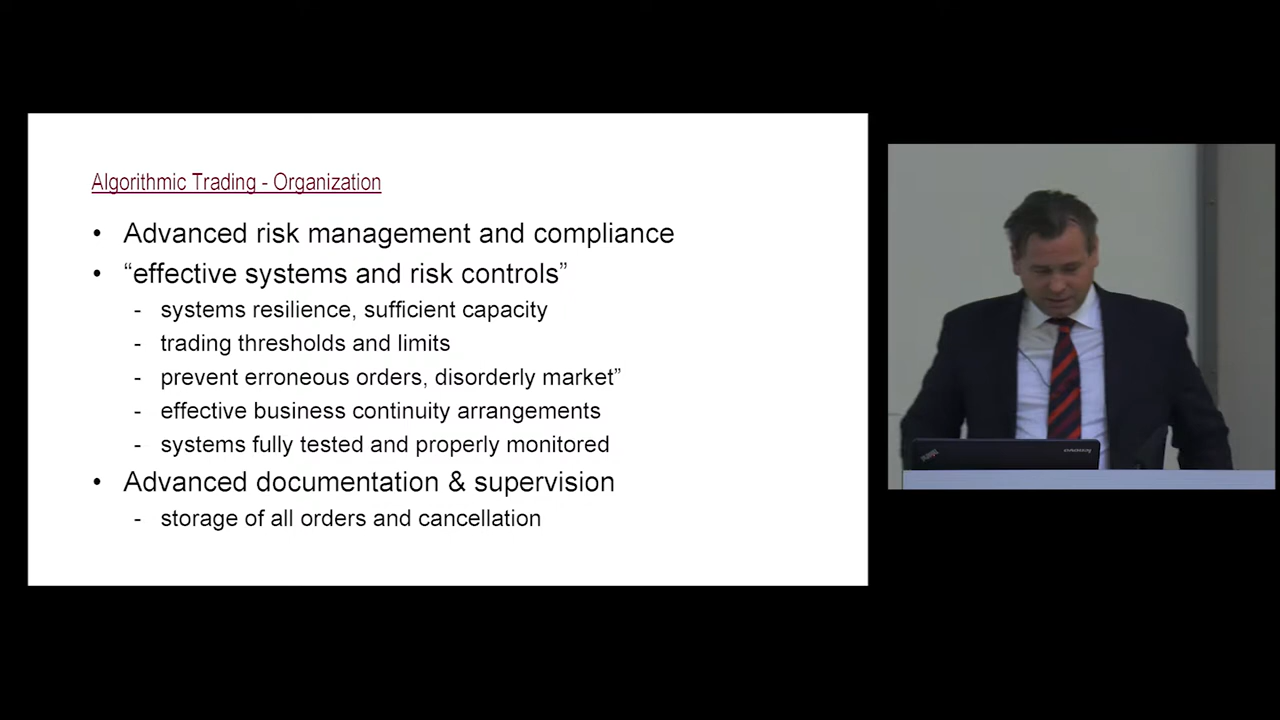 Algorithmic Trading - Organization
• Advanced risk management and compliance
• “effective systems and risk controls”
- systems resilience, sufficient capacity
- trading thresholds and limits
- prevent erroneous orders, disorderly market”
- effective business continuity arrangements
- systems fully tested and properly monitored
• Advanced documentation & supervision
- storage of all orders and cancellation